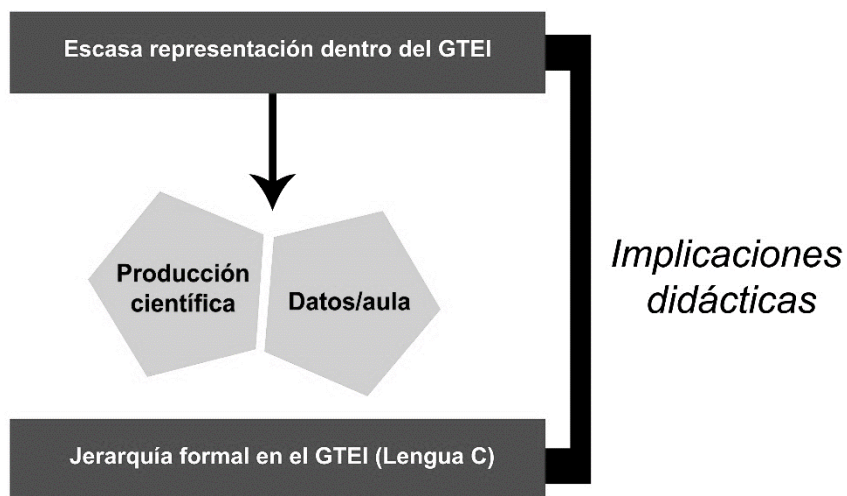 Escasa representación dentro del GTEI
Producción
científica
Datos/aula
Implicaciones
didácticas
Jerarquía formal en el GTEI (Lengua C)